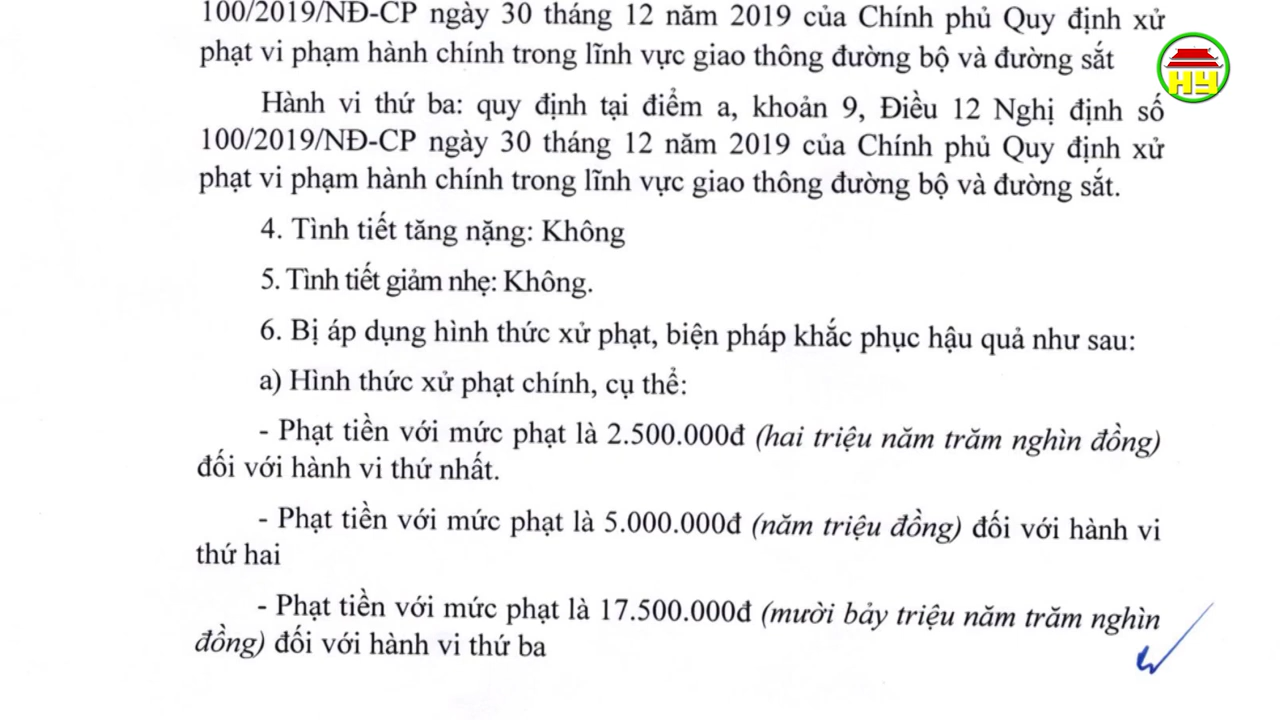 100/2019/NĐ-CP ngày 30 tháng 12 năm 2019 của Chính phủ Quy định xử
phạt vi phạm hành chính trong lĩnh vực giao thông đường bộ và đường sắt
HY
Hành vi thứ ba: quy định tại điểm a, khoản 9, Điều 12 Nghị định số
100/2019/NĐ-CP ngày 30 tháng 12 năm 2019 của Chính phủ Quy định xử
phạt vi phạm hành chính trong lĩnh vực giao thông đường bộ và đường sắt.
4. Tình tiết tăng nặng: Không
5. Tình tiết giảm nhẹ: Không.
6. Bị áp dụng hình thức xử phạt, biện pháp khắc phục hậu quả như sau:
a) Hình thức xử phạt chính, cụ thể:
- Phạt tiền với mức phạt là 2.500.000đ (hai triệu năm trăm nghìn đồng)
đối với hành vi thứ nhất.
- Phạt tiền với mức phạt là 5.000.000đ (năm triệu đồng) đối với hành vi
thứ hai
- Phạt tiền với mức phạt là 17.500.000đ (mười bảy triệu năm trăm nghìn
đồng) đối với hành vi thứ ba